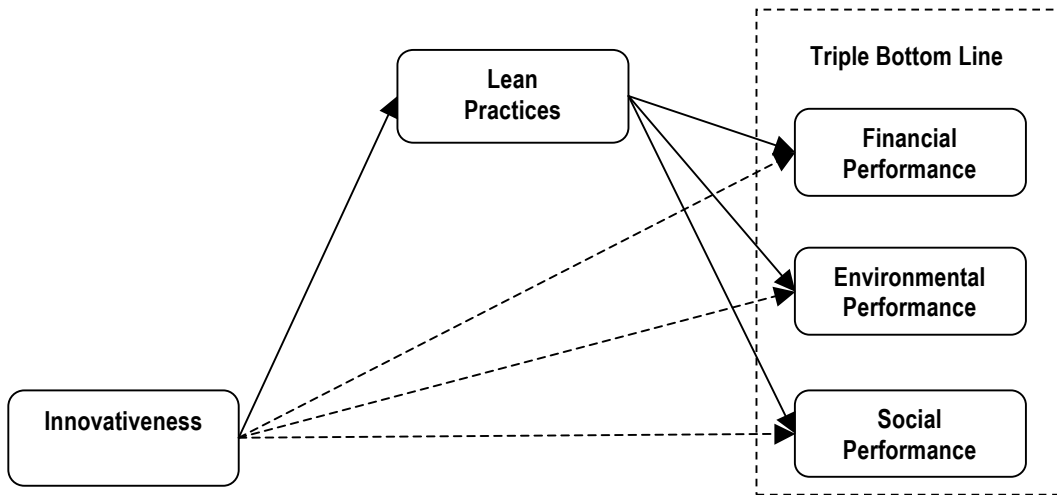 Lean
Practices
Triple Bottom Line
Financial
Performance
Environmental
Performance
Innovativeness
Social
Performance